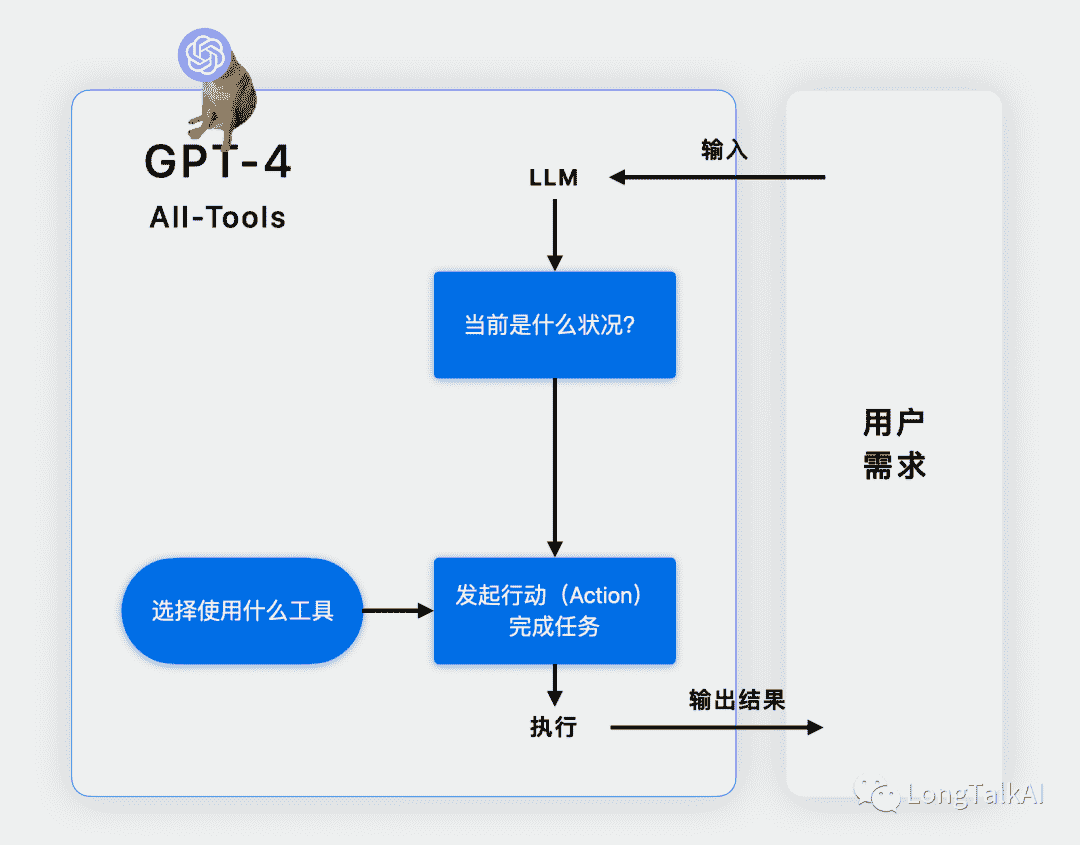 GPT-4
All-Tools
输入
LLM
当前是什么状况?
用户
需求
选择使用什么工具
发起行动（Action）
完成任务
输出结果
执行
LongTalkAI